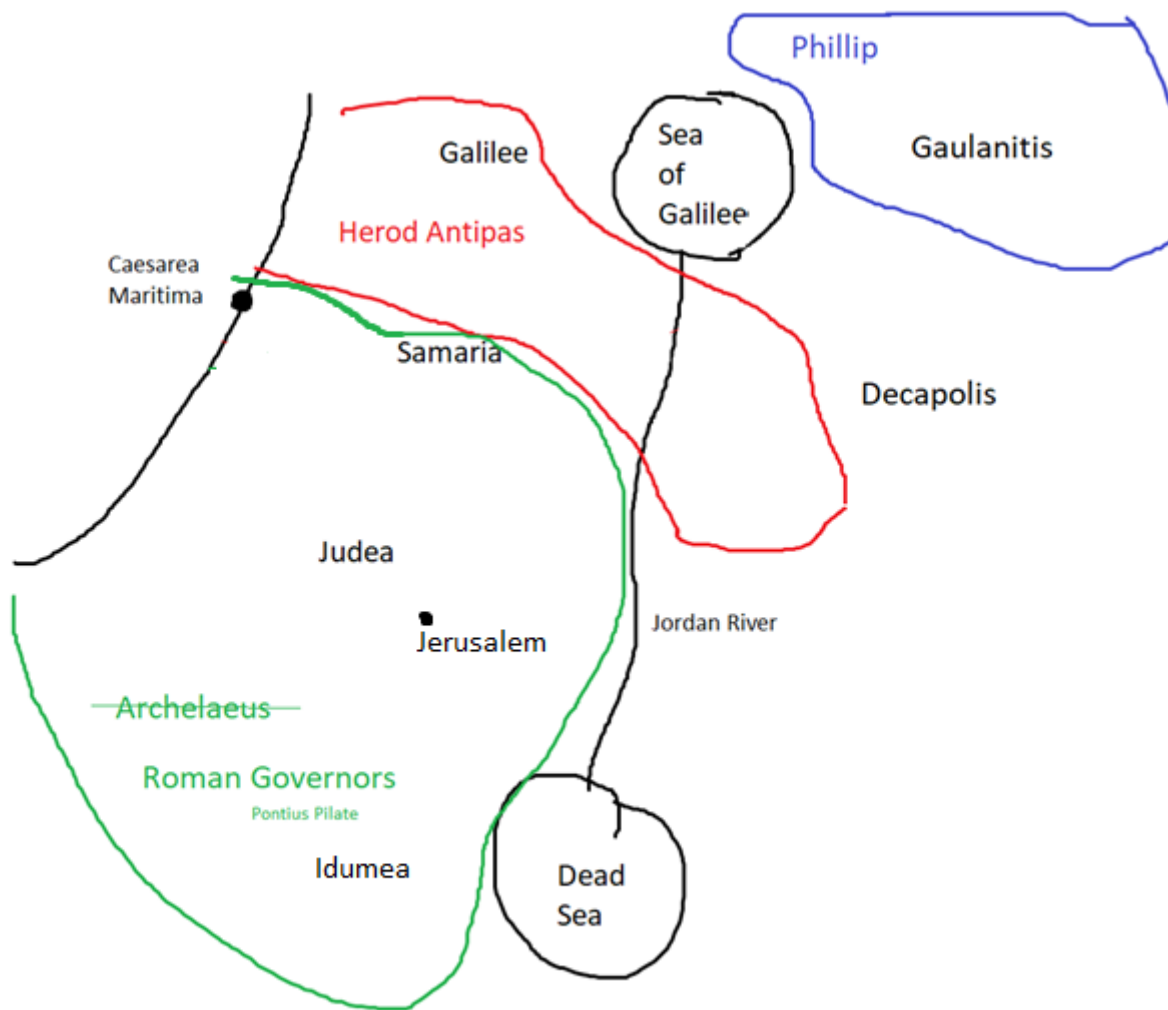 Phillip
Sea
of
Galilee
Galilee
Gaulanitis
Herod Antipas
Caesarea
Maritima
Samaria
Decapolis
Judea
Jerusalem
Jordan River
Archelaeus
Roman Governors
Pontius Pilate
Idumea
Dead
Sea